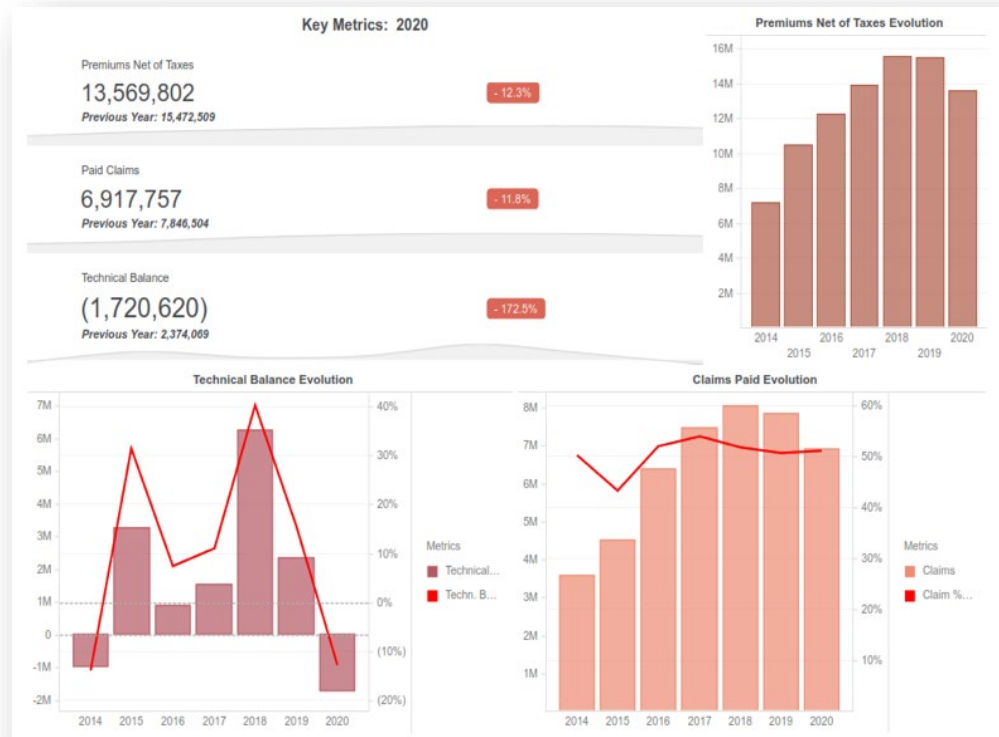 Key Metrics: 2020
Premiums Net of Taxes
13,569,802
- 12.3%
Previous Year: 15,472,509
Paid Claims
6,917,757
- 11.8%
Previous Year: 7,846,504
Technical Balance
(1,720,620)
- 172.5%
Previous Year: 2,374,069
Premiums Net of Taxes Evolution
16M
14M
12M
10M
8M
6M
4M
2M
2014 2016 2018 2020
2015 2017 2019
Technical Balance Evolution
7M 40%
6M
5M 30%
4M 20%
3M
2M 10%
1M 0%
0
-1M (10%)
-2M (20%)
2014 2015 2016 2017 2018 2019 2020
Metrics
Technical...
Techn. B...
Claims Paid Evolution
8M 60%
7M 50%
6M
5M 40%
4M 30%
3M
2M 20%
1M 10%
2014 2015 2016 2017 2018 2019 2020
Metrics
Claims
Claim %...